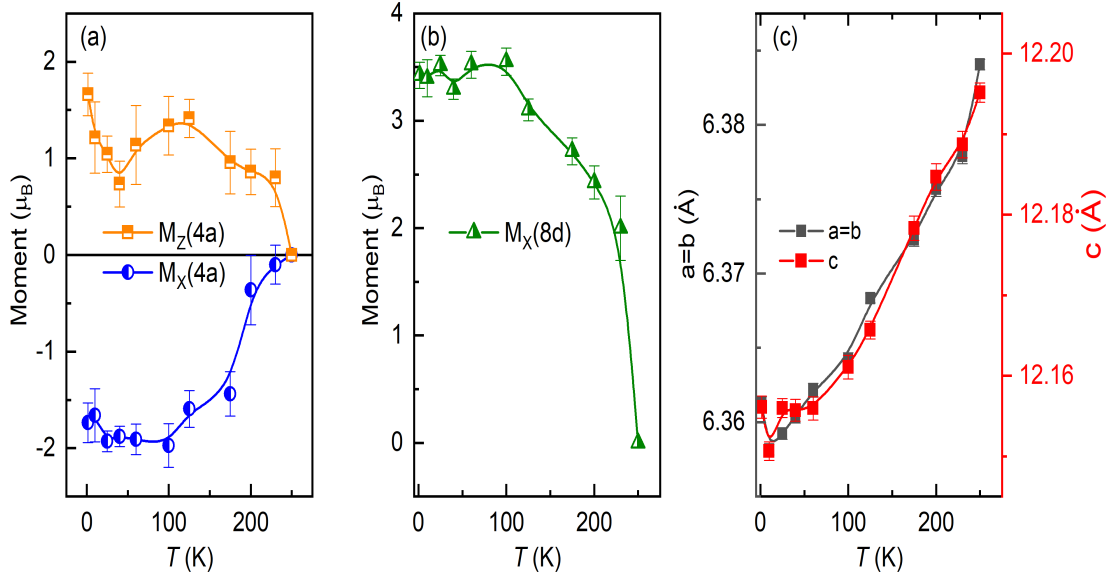 (a)
2
1
0
-1
-2
Moment (μB)
MZ(4a)
MX(4a)
0
100
200
T (K)
(b)
4
3
2
1
0
Moment (μB)
MX(8d)
0
100
200
T (K)
(c)
6.38
6.37
6.36
a=b (Å)
a=b
c
12.20
12.18
12.16
c (Å)
0
100
200
T (K)